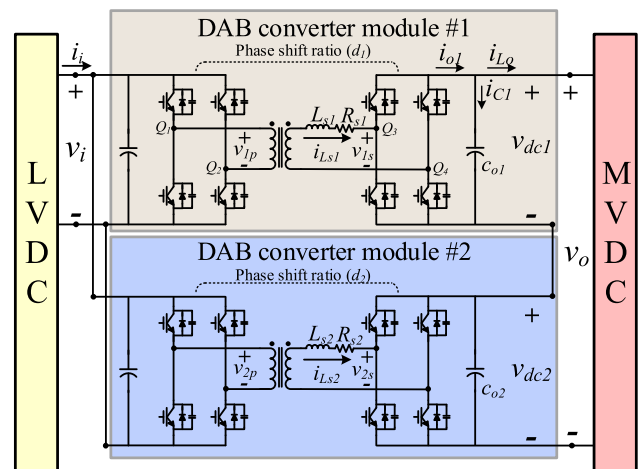 DAB converter module #1
Phase shift ratio (d1)
ii
io1
iLo
iC1
+
+
+
vi
-
Q1
Q2
+
v1p
-
Ls1
Rs1
iLs1
+
v1s
-
Q3
Q4
vdc1
co1
-
L
V
D
C
M
V
D
C
vo
DAB converter module #2
Phase shift ratio (d2)
+
v2p
-
Ls2
Rs2
iLs2
+
v2s
-
+
vdc2
co2
-
-